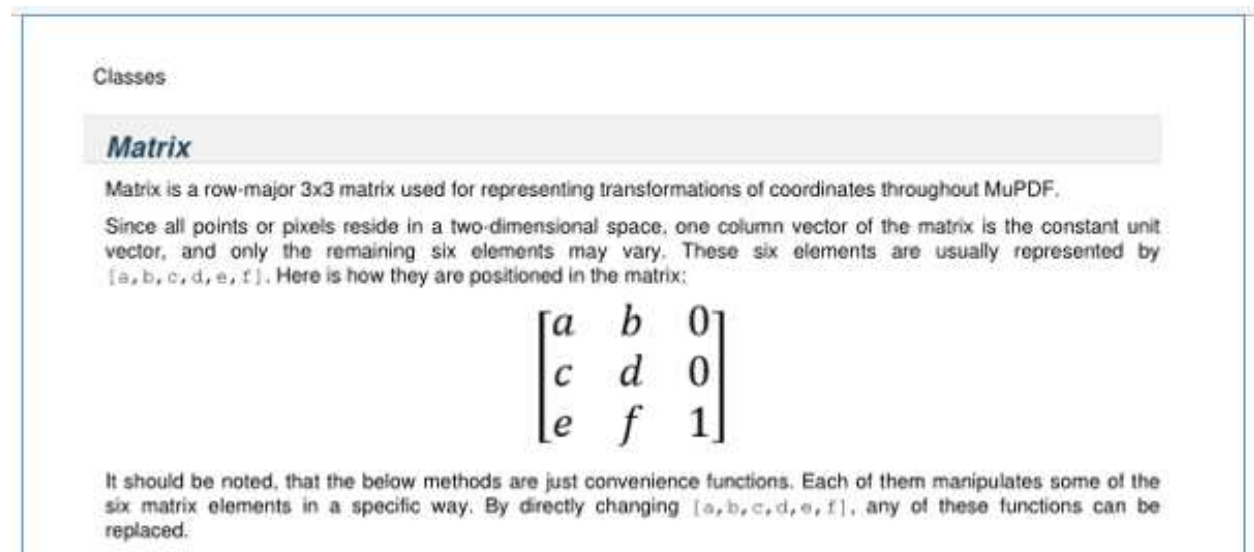 Classes
Matrix
Matrix is a row-major 3x3 matrix used for representing transformations of coordinates throughout MuPDF.
Since all points or pixels reside in a two-dimensional space, one column vector of the matrix is the constant unit
vector, and only the remaining six elements may vary. These six elements are usually represented by
[a,b,c,d,e,f]. Here is how they are positioned in the matrix:
a b 0
c d 0
e f 1
It should be noted, that the below methods are just convenience functions. Each of them manipulates some of the
six matrix elements in a specific way. By directly changing [a,b,c,d,e,f], any of these functions can be
replaced.